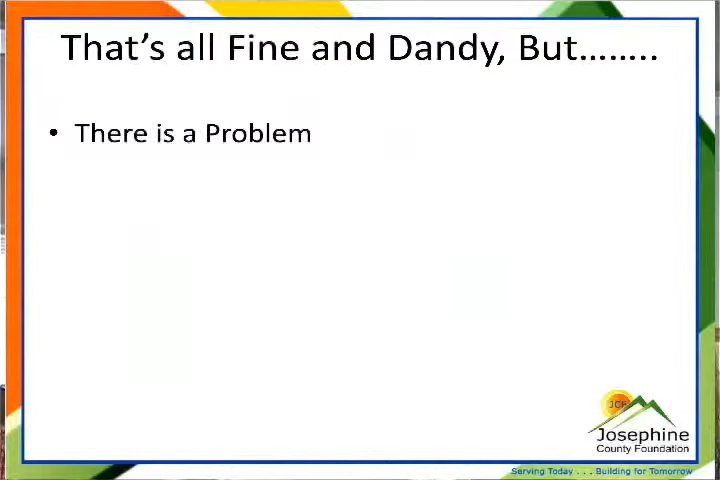 That's all Fine and Dandy, But……..
• There is a Problem
JCF
Josephine
County Foundation
Serving Today . . . Building for Tomorrow